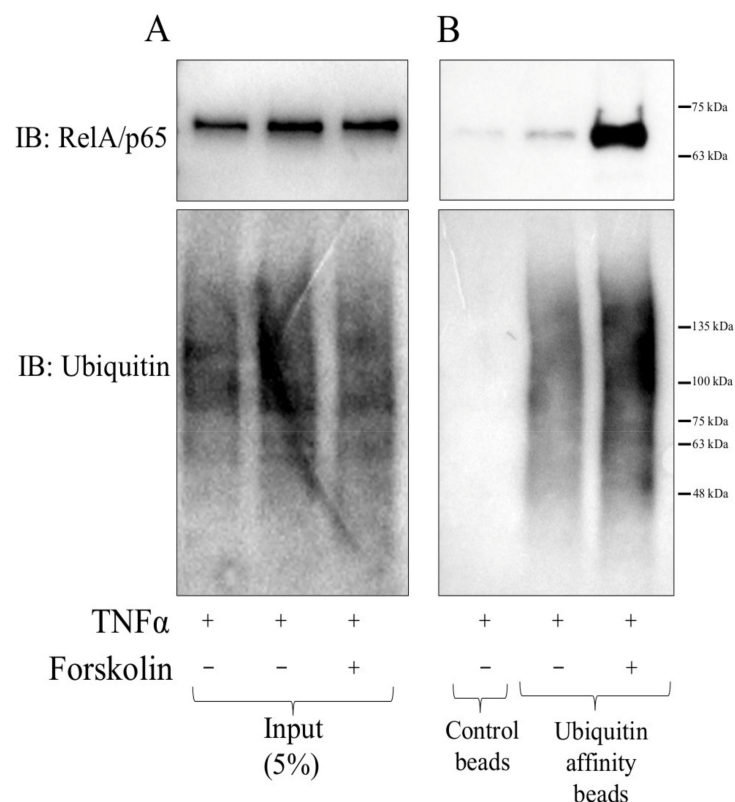 A
B
IB: RelA/p65
75 kDa
63 kDa
IB: Ubiquitin
135 kDa
100 kDa
75 kDa
63 kDa
48 kDa
TNFα + + + + + +
Forskolin − − + − − +
Input
(5%)
Control
beads
Ubiquitin
affinity
beads